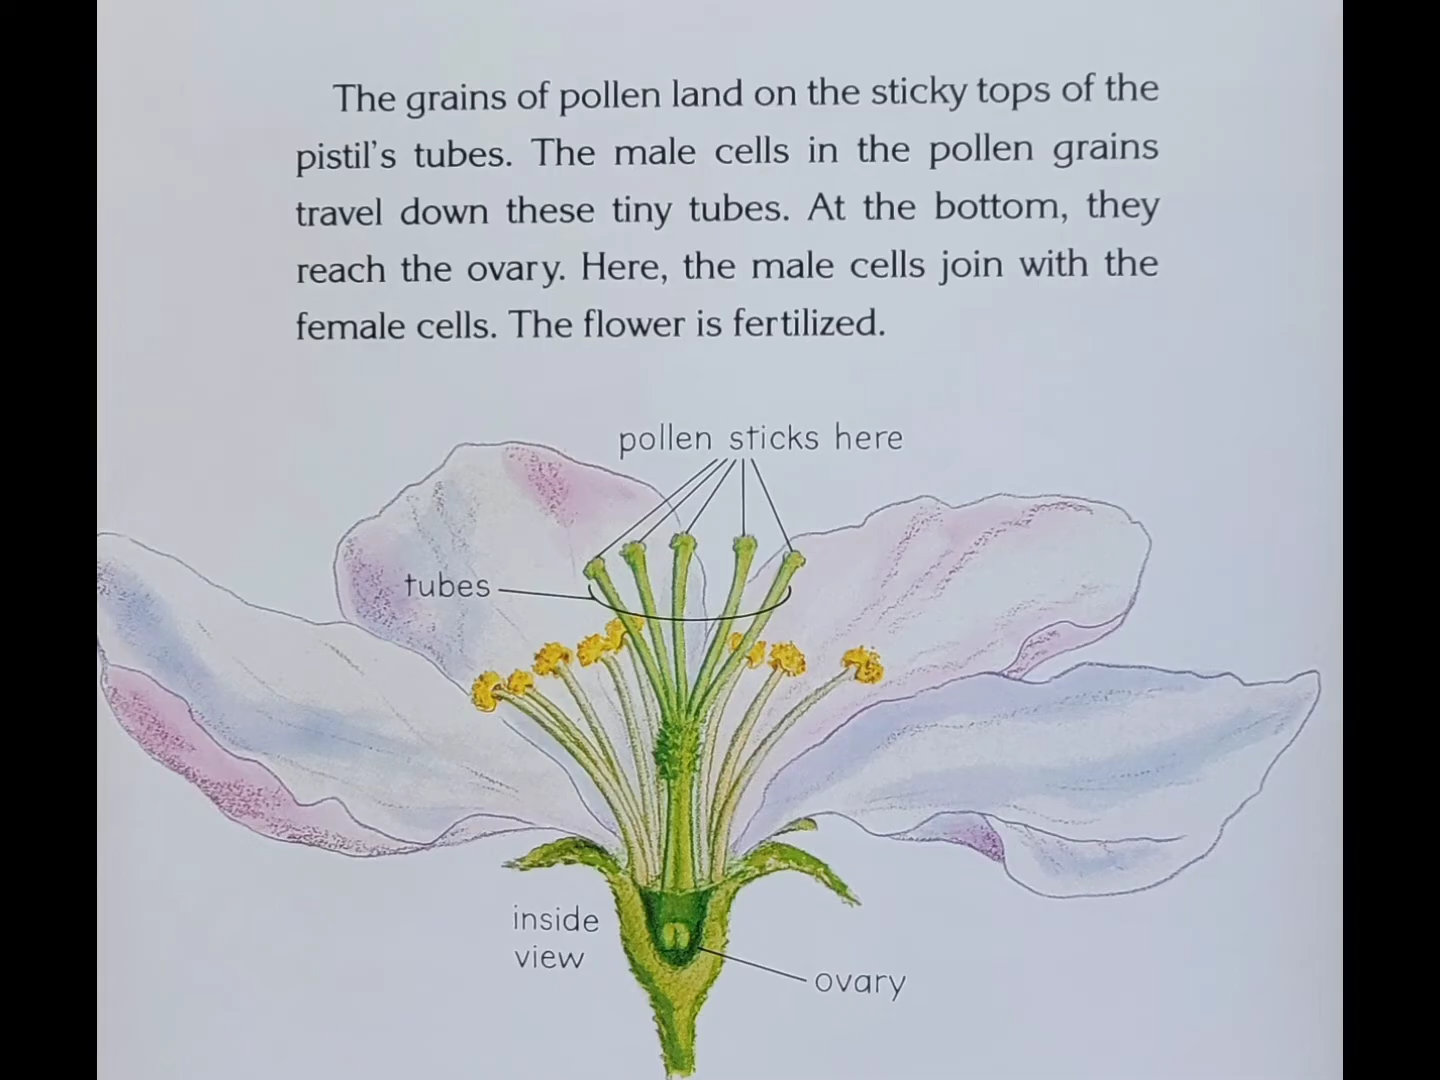 The grains of pollen land on the sticky tops of the
pistil's tubes. The male cells in the pollen grains
travel down these tiny tubes. At the bottom, they
reach the ovary. Here, the male cells join with the
female cells. The flower is fertilized.
pollen sticks here
tubes
inside
view
ovary